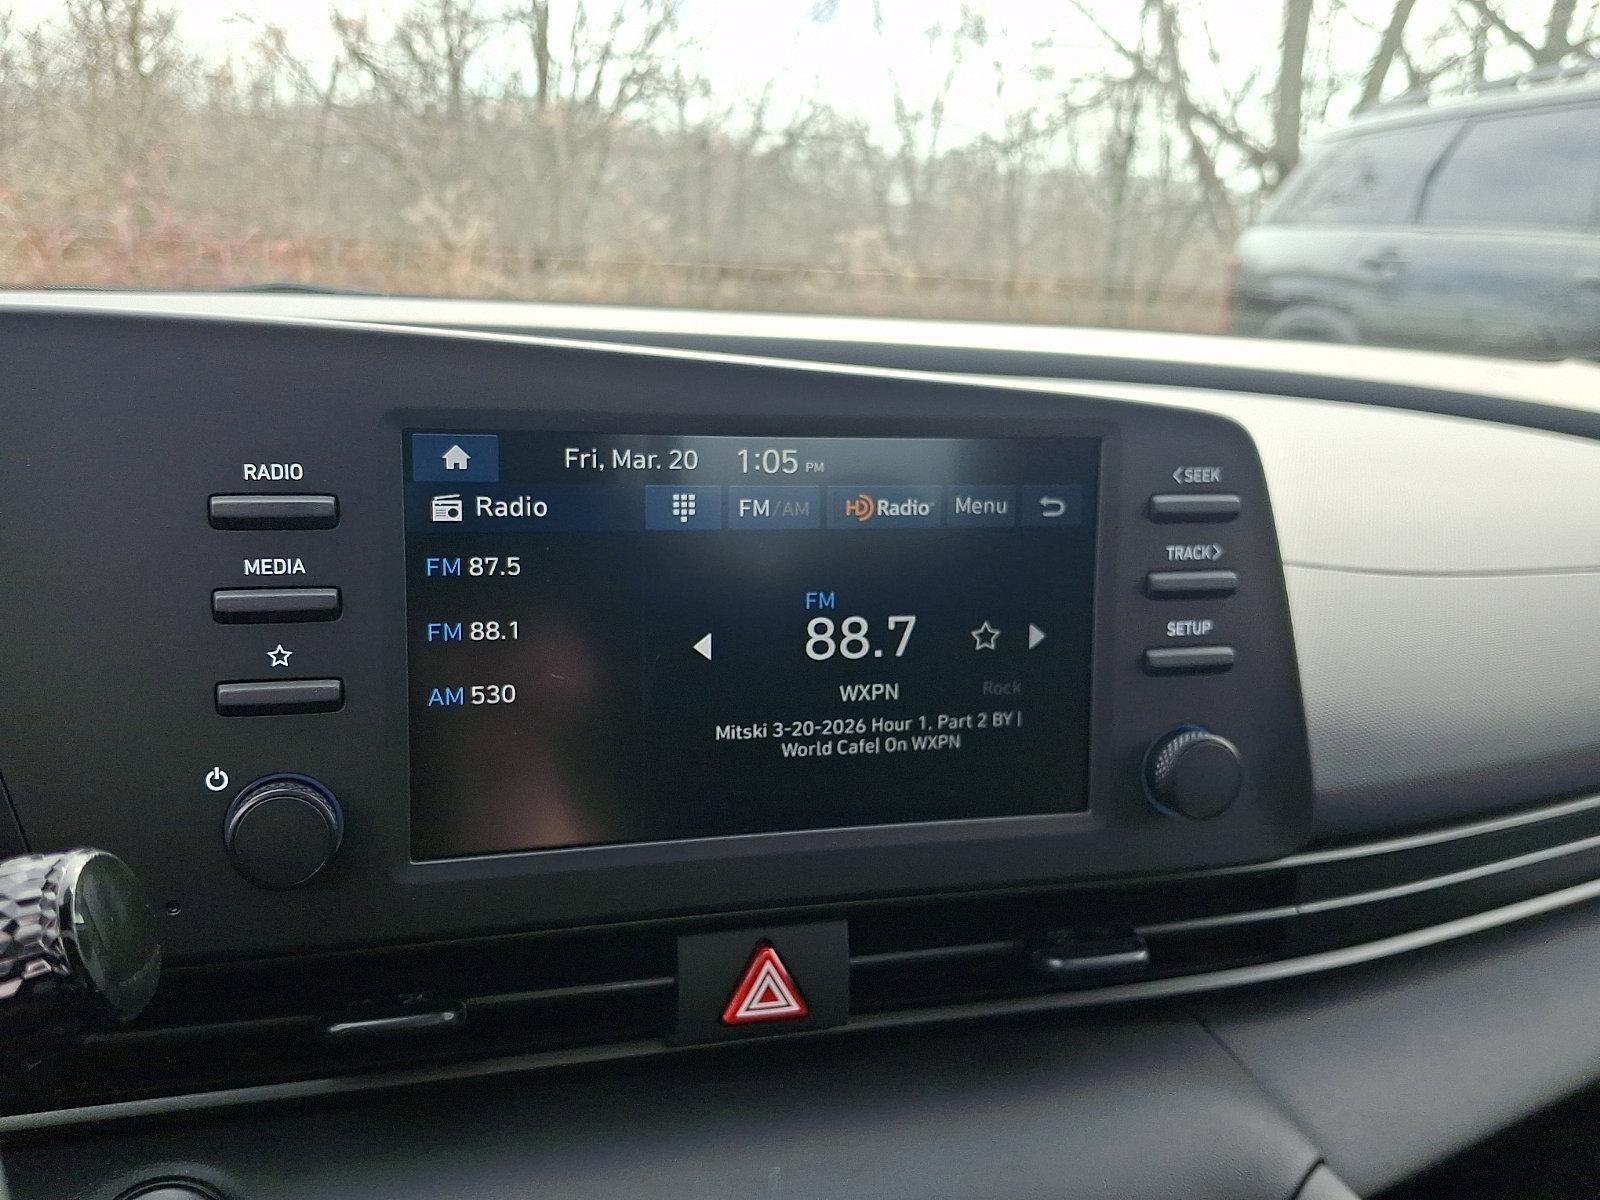 RADIO
MEDIA
Fri, Mar. 20 1:05 PM
Radio FM/AM HD Radio Menu
FM 87.5
FM 88.1
AM 530
FM
88.7
WXPN Rock
Mitski 3-20-2026 Hour 1, Part 2 BY |
World Cafe| On WXPN
<SEEK
TRACK>
SETUP